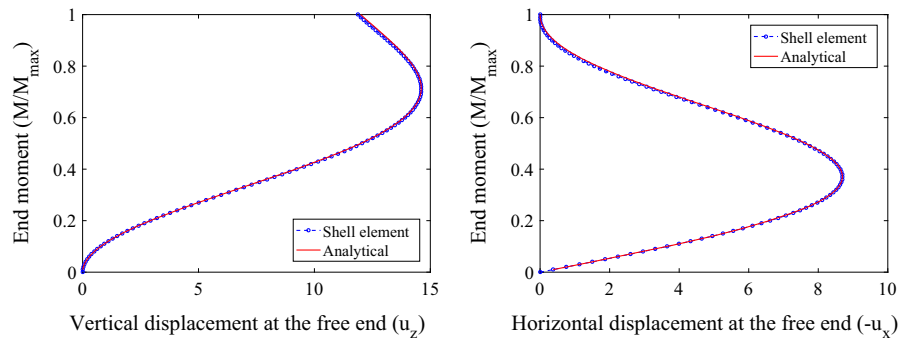 1
0.8
0.6
0.4
0.2
0
End moment (M/M_max)
Shell element
Analytical
0 5 10 15
Vertical displacement at the free end (u_z)
1
0.8
0.6
0.4
0.2
0
End moment (M/M_max)
Shell element
Analytical
0 2 4 6 8 10
Horizontal displacement at the free end (-u_x)